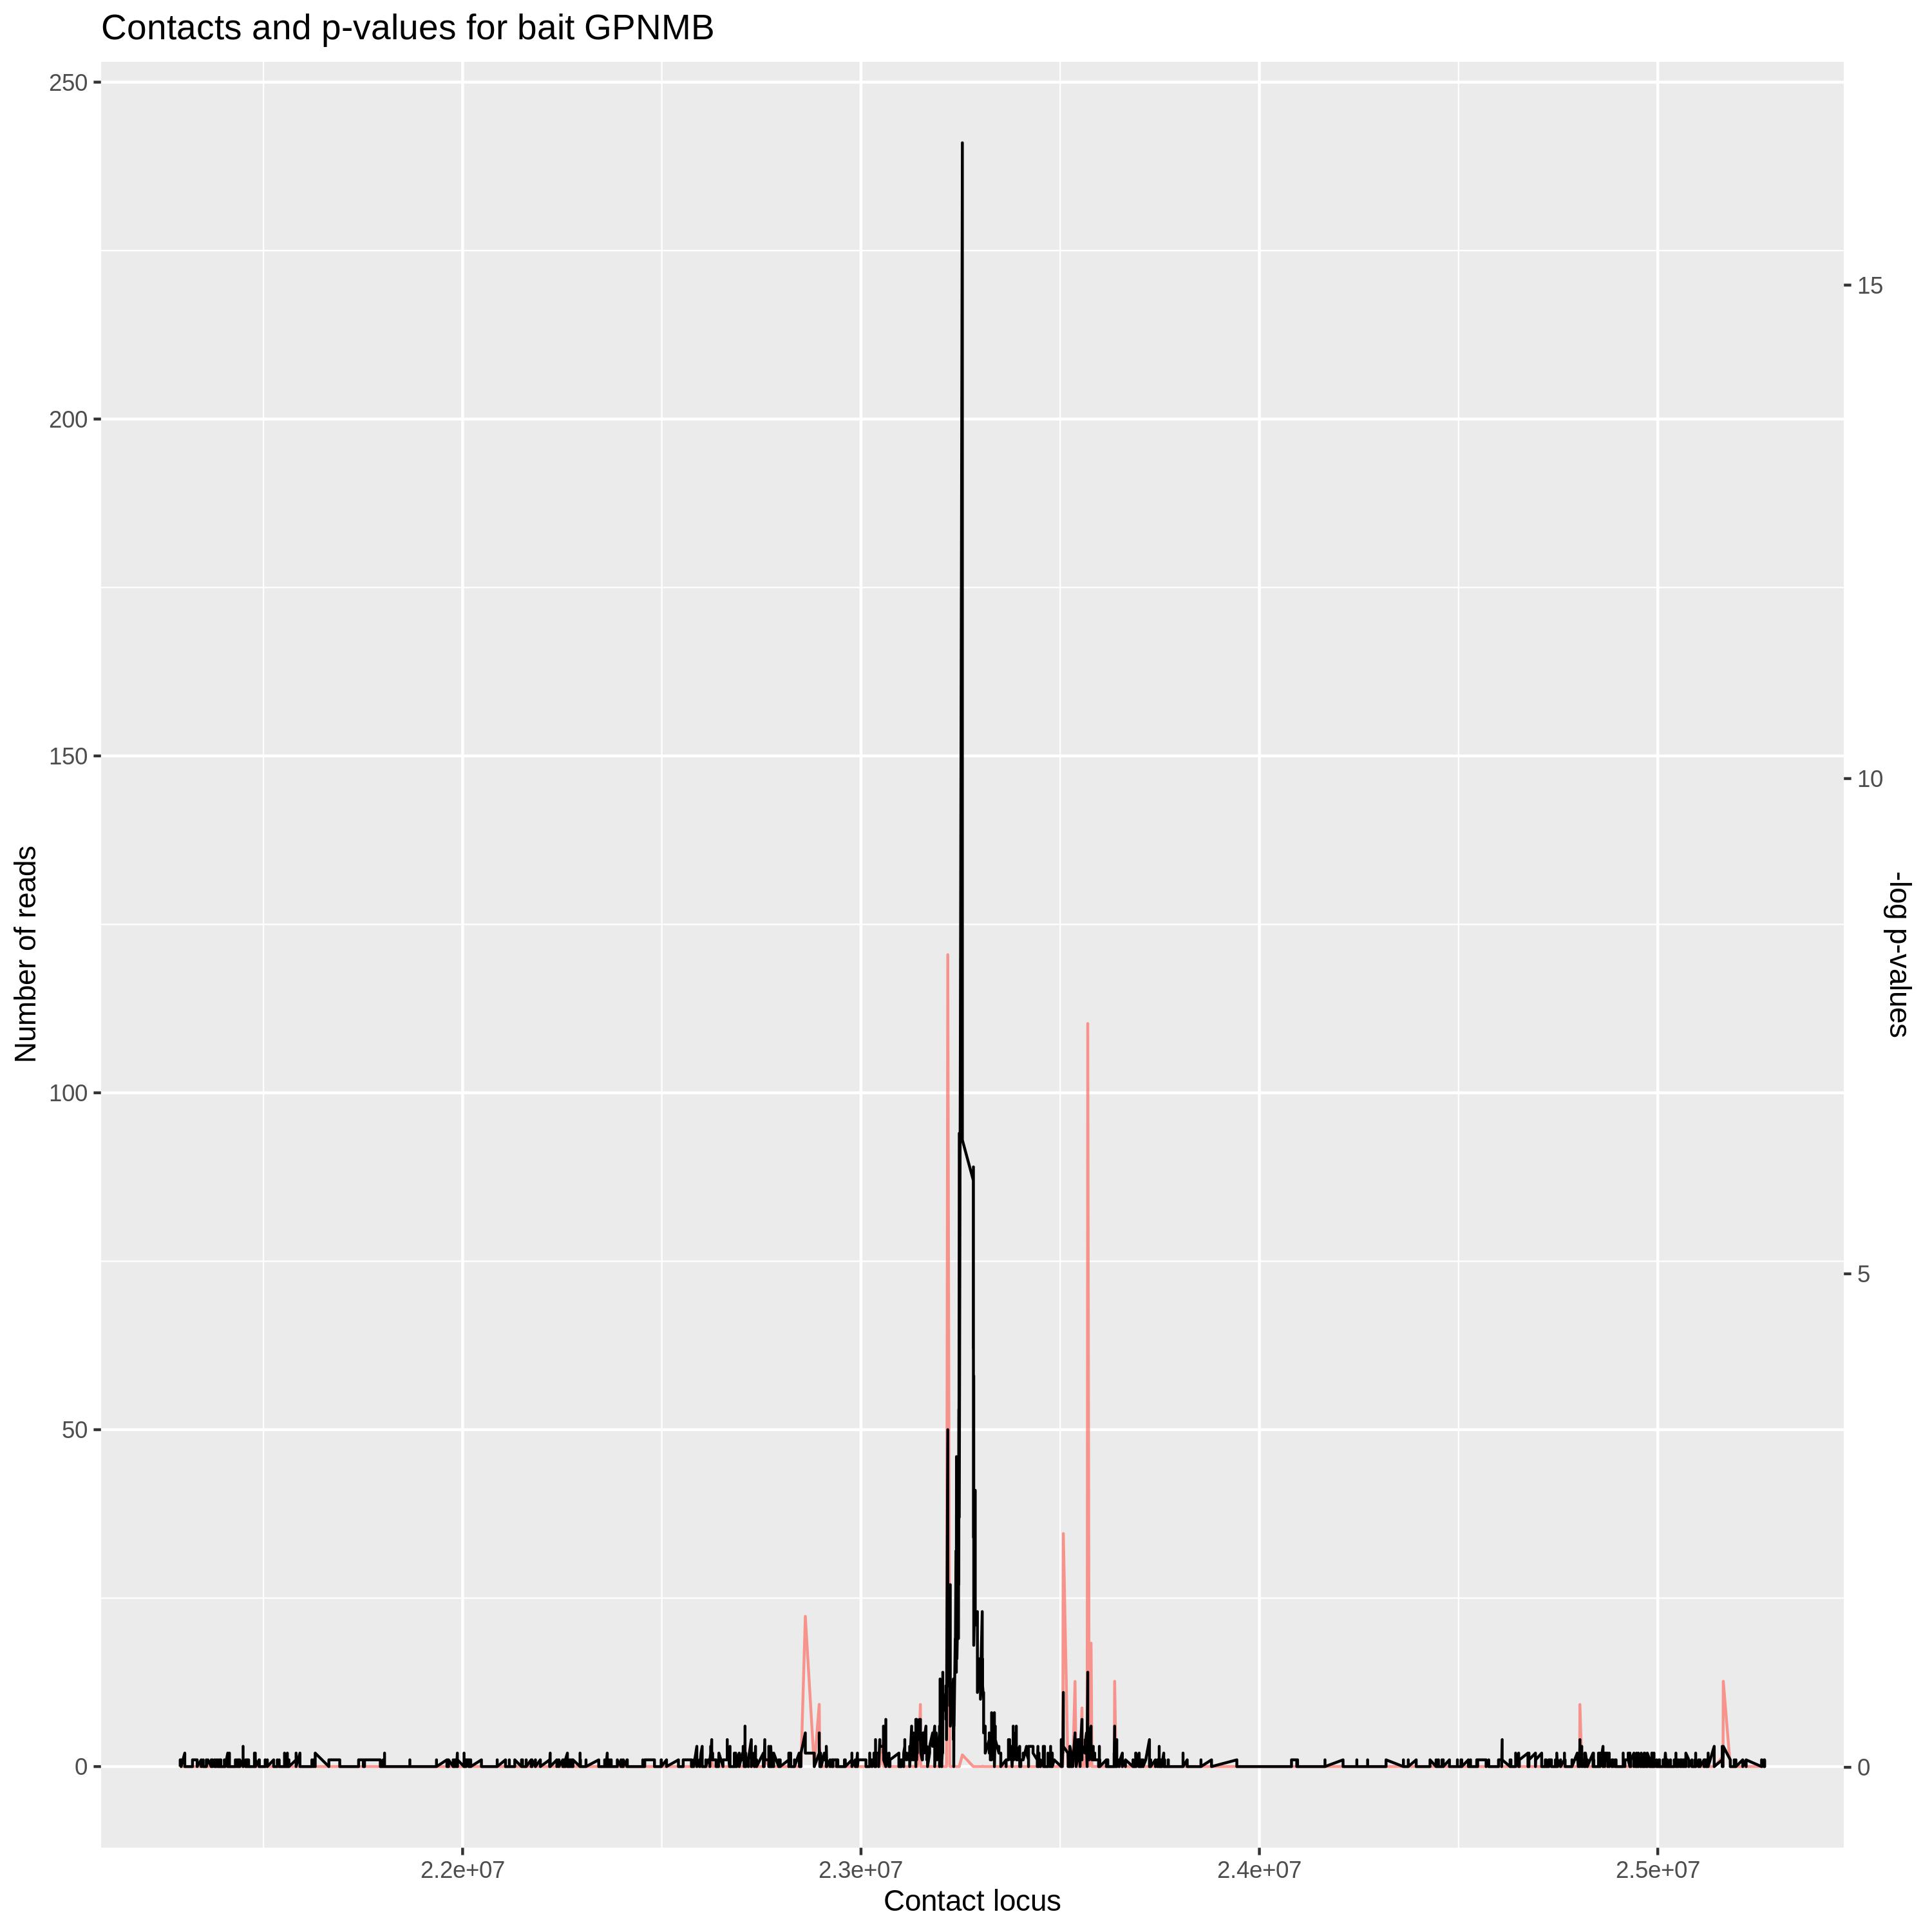 Contacts and p-values for bait GPNMB
250
200
150
100
50
0
Number of reads
15
10
5
0
-log p-values
2.2e+07
2.3e+07
2.4e+07
2.5e+07
Contact locus